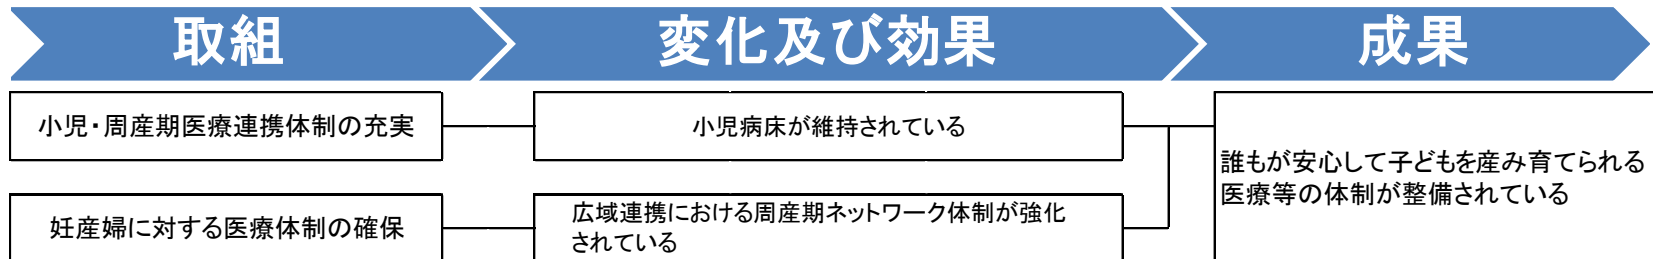 取組
変化及び効果
成果
小児・周産期医療連携体制の充実
小児病床が維持されている
誰もが安心して子どもを産み育てられる
医療等の体制が整備されている
妊産婦に対する医療体制の確保
広域連携における周産期ネットワーク体制が強化
されている